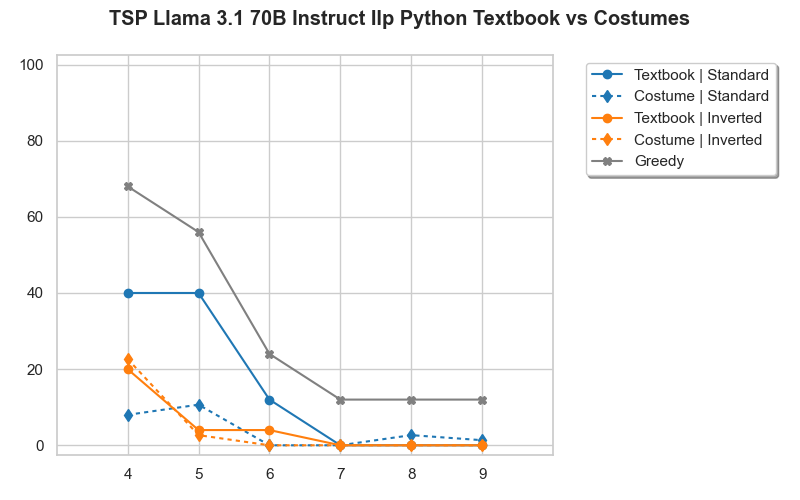 TSP Llama 3.1 70B Instruct Ilp Python Textbook vs Costumes
100
80
60
40
20
0
4 5 6 7 8 9
Textbook | Standard
Costume | Standard
Textbook | Inverted
Costume | Inverted
Greedy